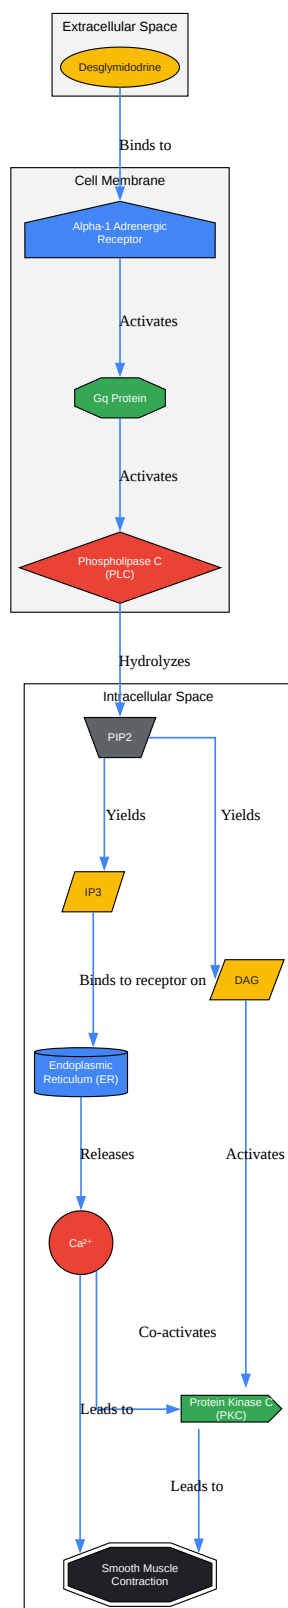 Extracellular Space
Desglymidodrine
Binds to
Cell Membrane
Alpha-1 Adrenergic
Receptor
Activates
Gq Protein
Activates
Phospholipase C
(PLC)
Hydrolyzes
Intracellular Space
PIP2
Yields
Yields
IP3
Binds to receptor on
DAG
Endoplasmic
Reticulum (ER)
Releases
Activates
Ca²⁺
Co-activates
Protein Kinase C
(PKC)
Leads to
Leads to
Smooth Muscle
Contraction